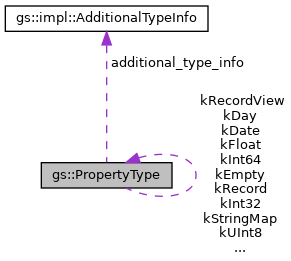 gs::impl::AdditionalTypeInfo
additional_type_info
kRecordView
kDay
kDate
kFloat
kInt64
kEmpty
kRecord
kInt32
kStringMap
kUInt8
...
gs::PropertyType